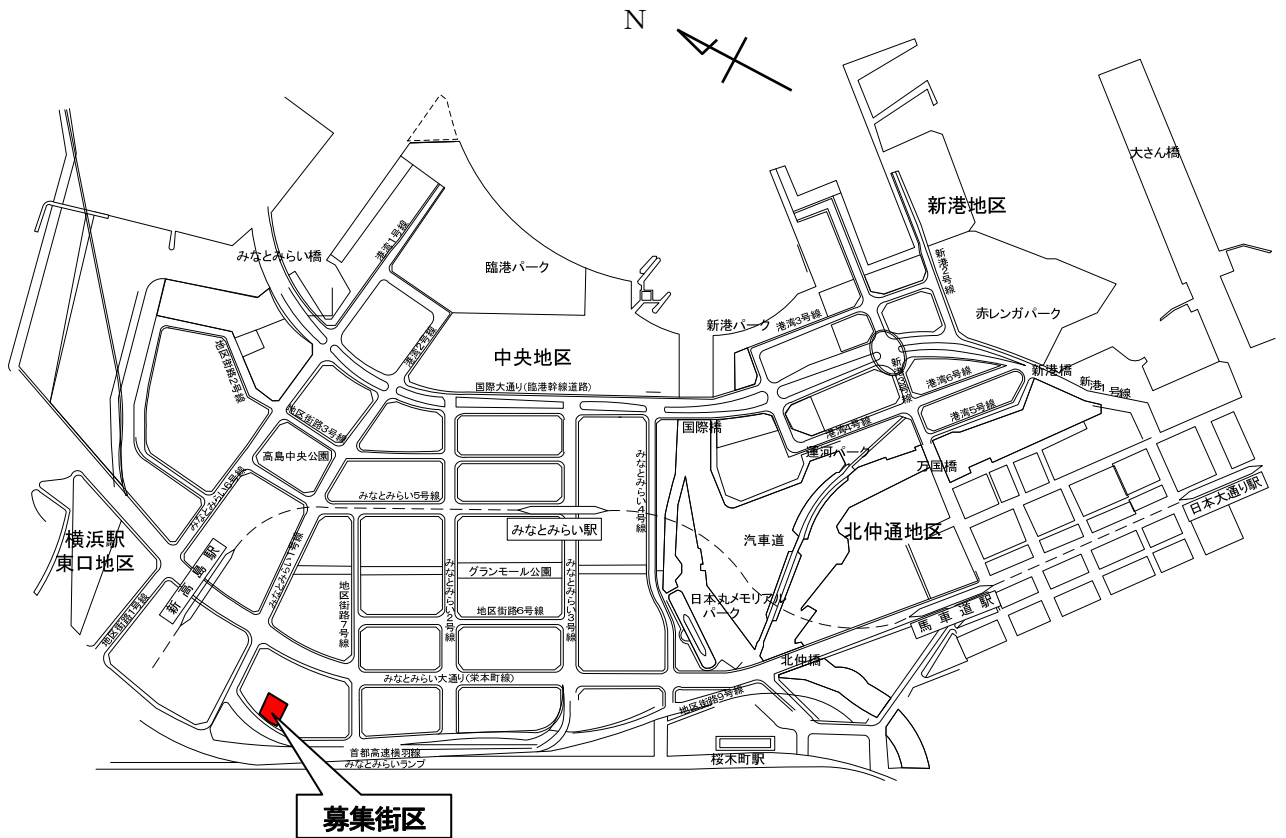 N
大さん橋
新港地区
港湾1号線
みなとみらい橋
臨港パーク
新港2号線
赤レンガパーク
新港パーク
港湾3号線
地区街路2号線
港湾2号線
中央地区
国際大通り(臨港幹線道路)
新港3号線
港湾6号線
新港橋
新港1号線
港湾5号線
地区街路3号線
国際橋
港湾4号線
高島中央公園
運河パーク
万国橋
みなとみらい6号線
みなとみらい5号線
みなとみらい4号線
日本大通り駅
みなとみらい駅
横浜駅
東口地区
汽車道
北仲通地区
新高島駅
みなとみらい1号線
グランモール公園
地区街路1号線
地区街路7号線
みなとみらい2号線
地区街路6号線
みなとみらい3号線
日本丸メモリアル
パーク
馬車道駅
北仲橋
みなとみらい大通り(栄本町線)
地区街路9号線
首都高速横羽線
みなとみらいランプ
桜木町駅
募集街区